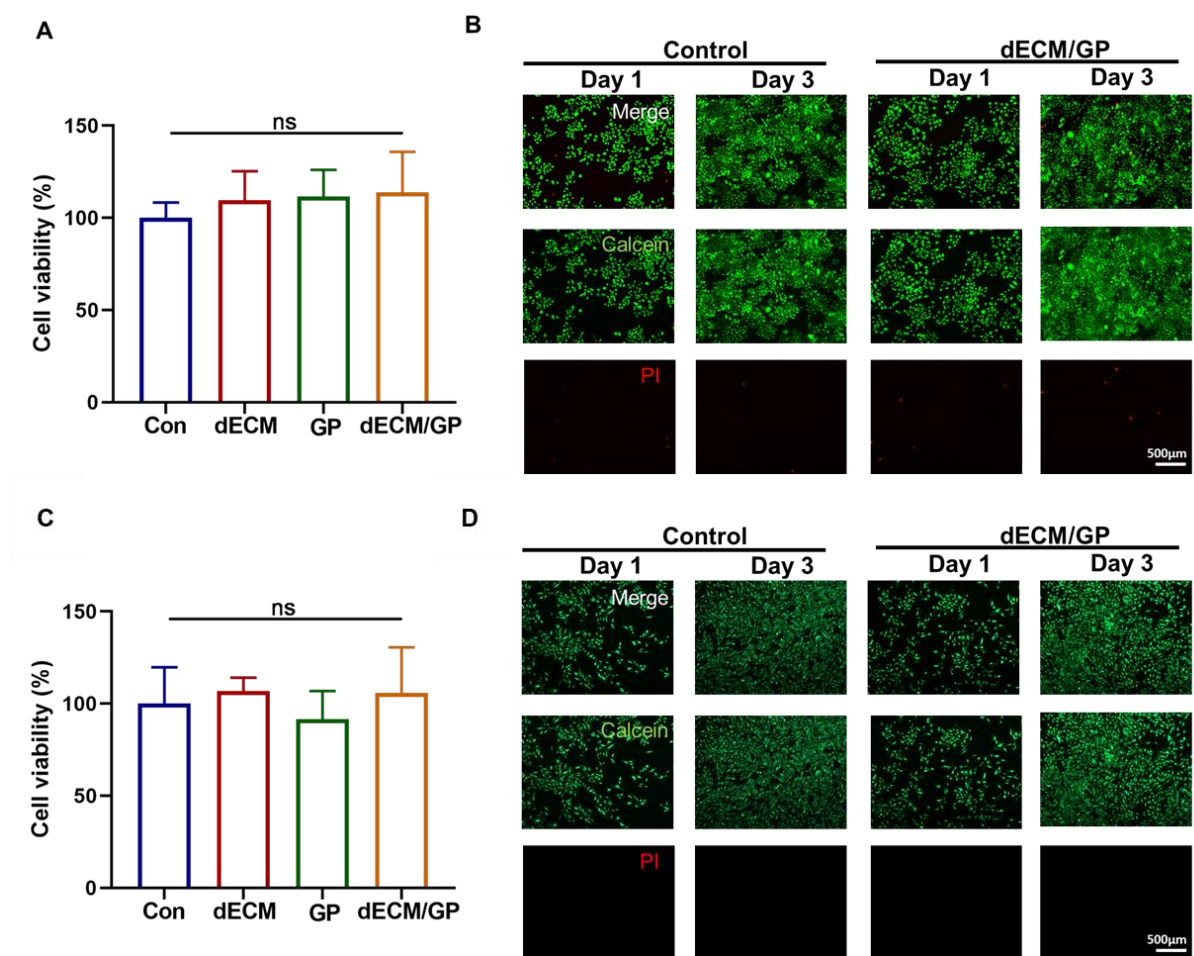 A
Cell viability (%)
150
100
50
0
ns
Con dECM GP dECM/GP
B
Control dECM/GP
Day 1 Day 3 Day 1 Day 3
Merge
Calcein
PI
500μm
C
Cell viability (%)
150
100
50
0
ns
Con dECM GP dECM/GP
D
Control dECM/GP
Day 1 Day 3 Day 1 Day 3
Merge
Calcein
PI
500μm